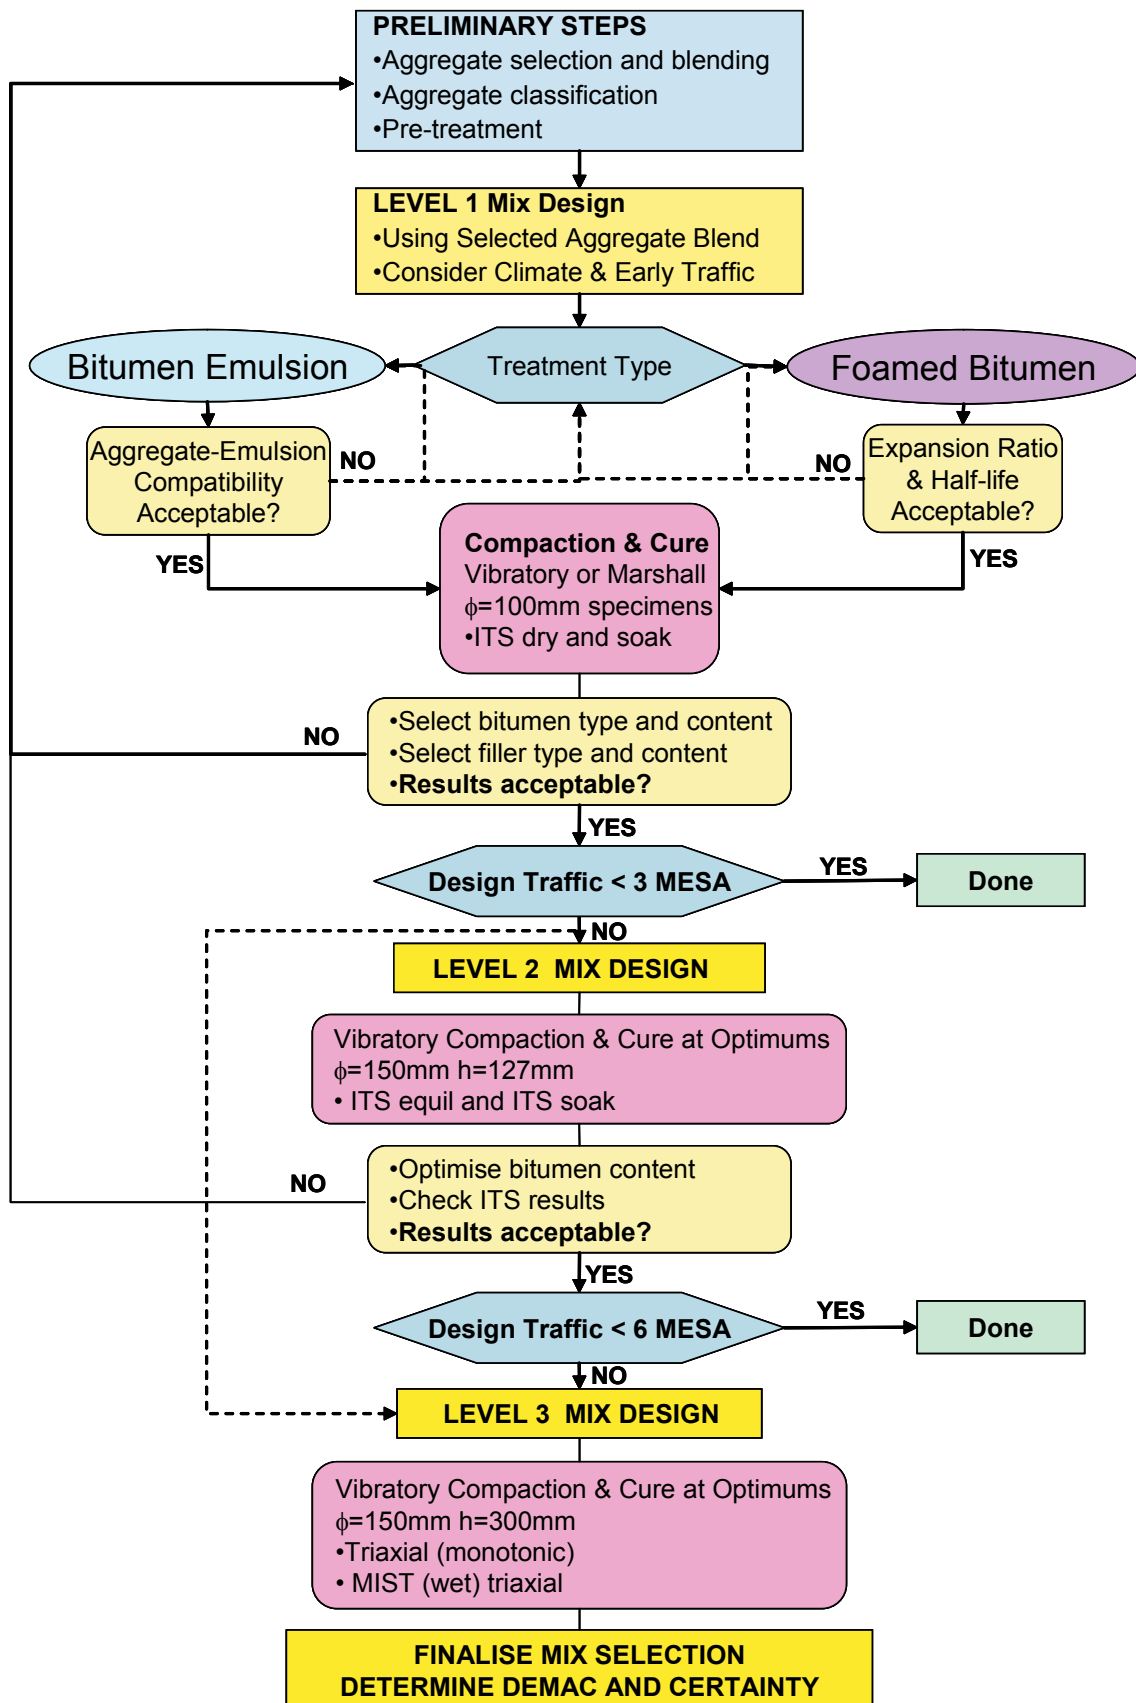 PRELIMINARY STEPS
•Aggregate selection and blending
•Aggregate classification
•Pre-treatment
LEVEL 1 Mix Design
•Using Selected Aggregate Blend
•Consider Climate & Early Traffic
Bitumen Emulsion
Treatment Type
Foamed Bitumen
Aggregate-Emulsion
Compatibility
Acceptable?
NO
NO
Expansion Ratio
& Half-life
Acceptable?
YES
YES
Compaction & Cure
Vibratory or Marshall
ϕ=100mm specimens
•ITS dry and soak
NO
•Select bitumen type and content
•Select filler type and content
•Results acceptable?
YES
Design Traffic < 3 MESA
YES
Done
NO
LEVEL 2 MIX DESIGN
Vibratory Compaction & Cure at Optimums
ϕ=150mm h=127mm
• ITS equil and ITS soak
NO
•Optimise bitumen content
•Check ITS results
•Results acceptable?
YES
Design Traffic < 6 MESA
YES
Done
NO
LEVEL 3 MIX DESIGN
Vibratory Compaction & Cure at Optimums
ϕ=150mm h=300mm
•Triaxial (monotonic)
• MIST (wet) triaxial
FINALISE MIX SELECTION
DETERMINE DEMAC AND CERTAINTY